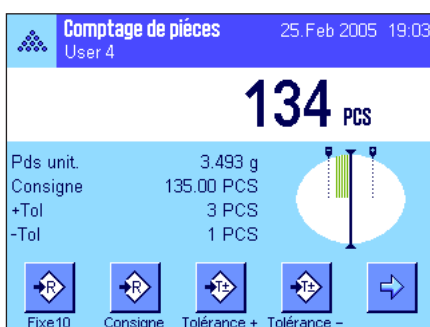 Comptage de piéces 25.Feb 2005 19:03
User 4
134 PCS
Pds unit. 3.493 g
Consigne 135.00 PCS
+Tol 3 PCS
-Tol 1 PCS
R R T± T±
Fixe10 Consigne Tolérance + Tolérance –